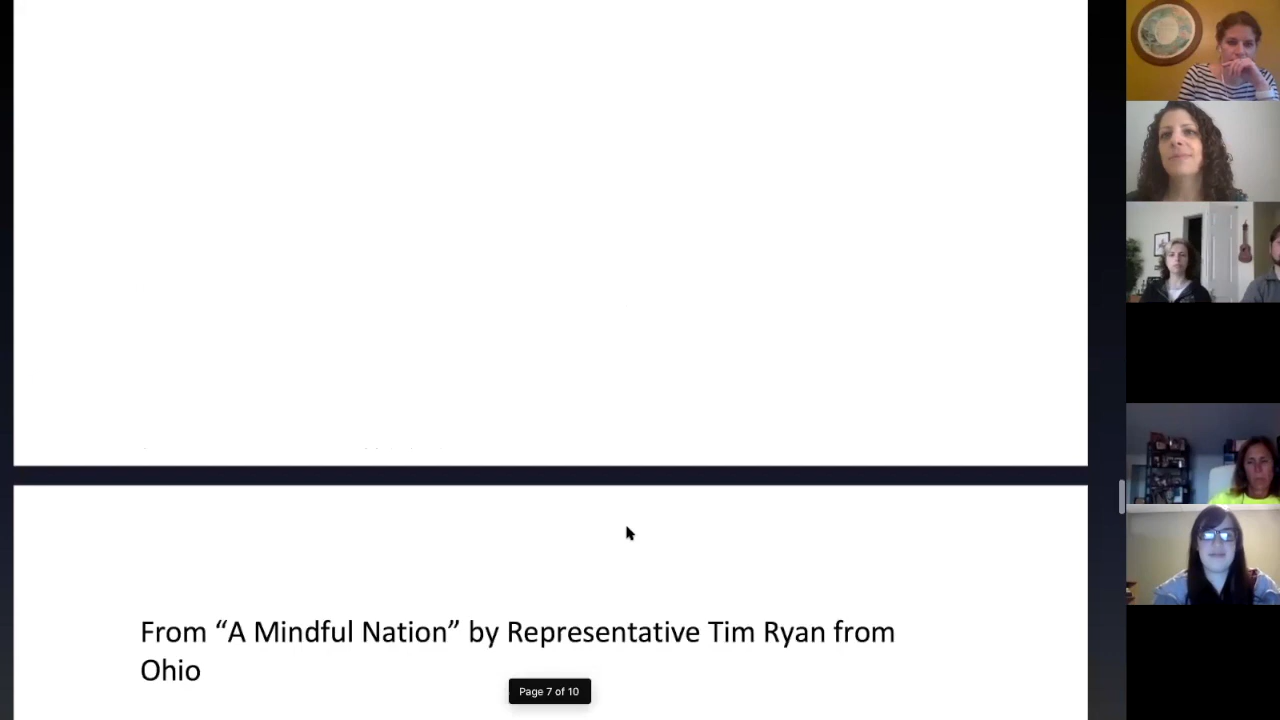 From “A Mindful Nation” by Representative Tim Ryan from
Ohio
Page 7 of 10